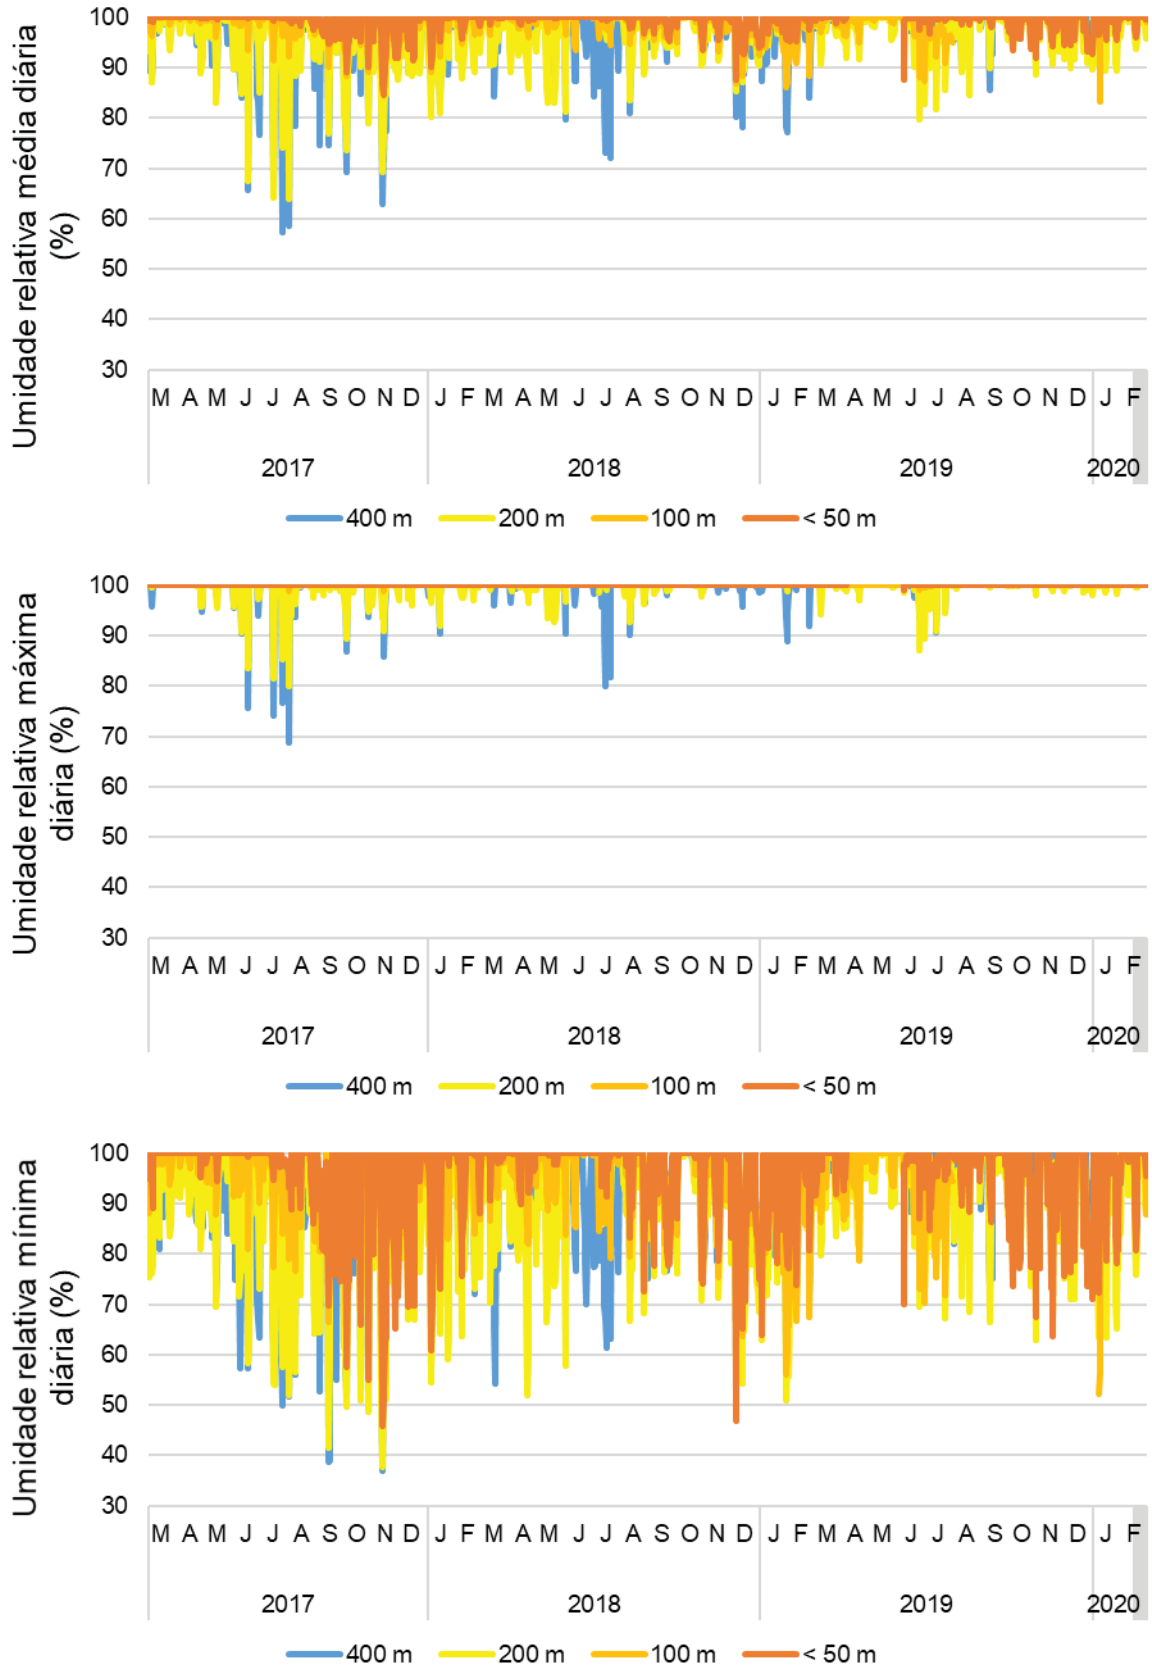 Umidade relativa média diária
(%)
100
90
80
70
60
50
40
30
M A M J J A S O N D J F M A M J J A S O N D J F M A M J J A S O N D J F
2017 2018 2019 2020
400 m 200 m 100 m < 50 m
Umidade relativa máxima
diária (%)
100
90
80
70
60
50
40
30
M A M J J A S O N D J F M A M J J A S O N D J F M A M J J A S O N D J F
2017 2018 2019 2020
400 m 200 m 100 m < 50 m
Umidade relativa mínima
diária (%)
100
90
80
70
60
50
40
30
M A M J J A S O N D J F M A M J J A S O N D J F M A M J J A S O N D J F
2017 2018 2019 2020
400 m 200 m 100 m < 50 m